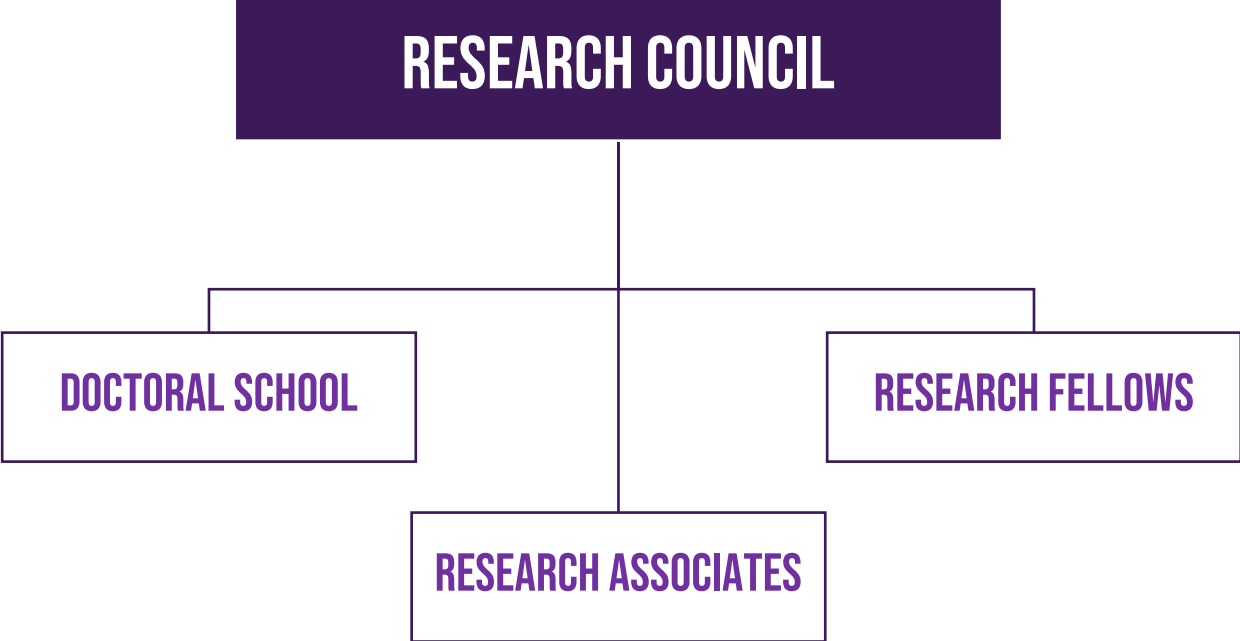 RESEARCH COUNCIL
DOCTORAL SCHOOL
RESEARCH FELLOWS
RESEARCH ASSOCIATES